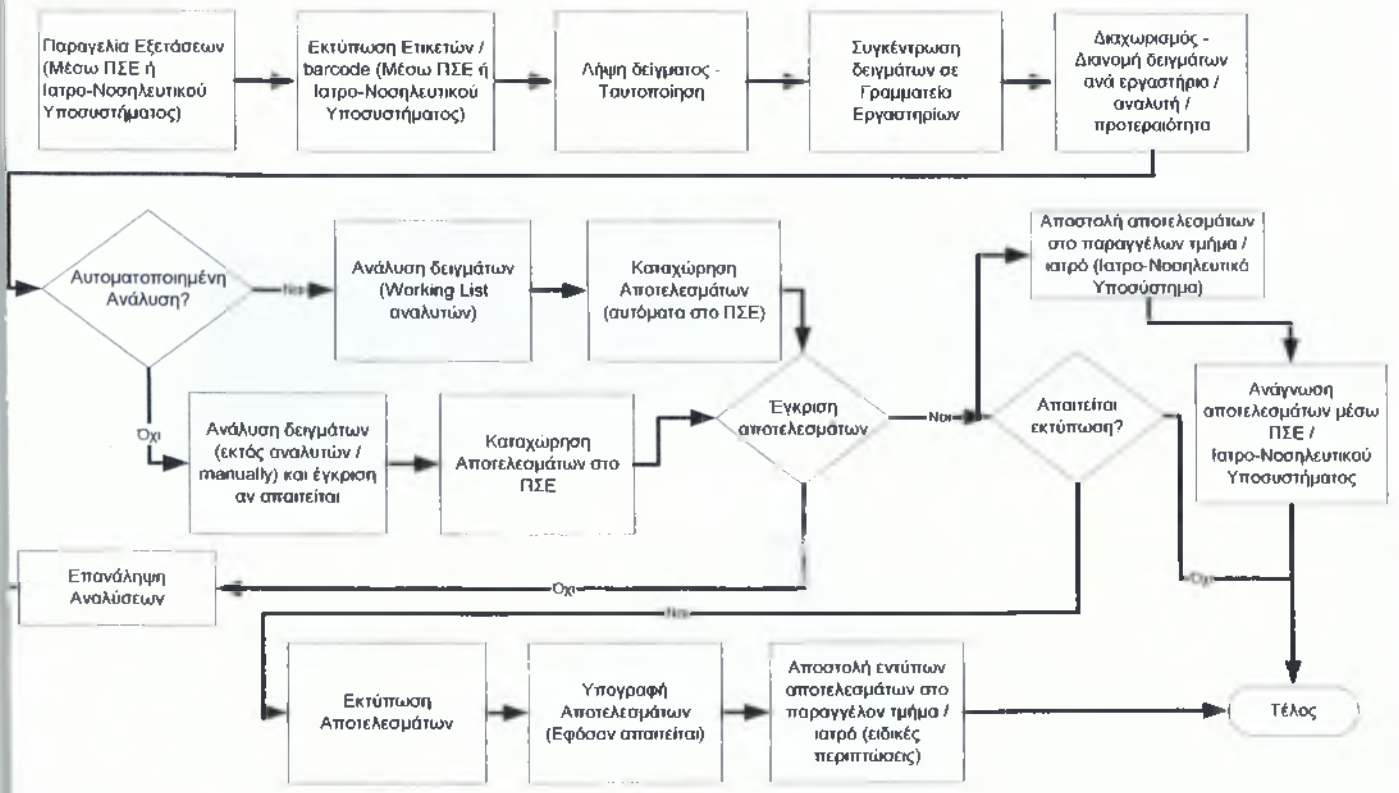 Παραγελία Εξετάσεων
(Μέσω ΠΣΕ ή
Ιατρο-Νοσηλευτικού
Υποσυστήματος)
Εκτύπωση Ετικετών /
barcode (Μέσω ΠΣΕ ή
Ιατρο-Νοσηλευτικού
Υποσυστήματος)
Λήψη δείγματος -
Ταυτοποίηση
Συγκέντρωση
δειγμάτων σε
Γραμματεία
Εργαστηρίων
Διαχωρισμός -
Διανομή δειγμάτων
ανά εργαστήριο /
αναλυτή /
προτεραιότητα
Αυτοματοποιημένη
Ανάλυση?
Ναι
Ανάλυση δειγμάτων
(Working List
αναλυτών)
Καταχώρηση
Αποτελεσμάτων
(αυτόματα στο ΠΣΕ)
Αποστολή αποτελεσμάτων
στο παραγγέλων τμήμα /
ιατρό (Ιατρο-Νοσηλευτικό
Υποσύστημα)
Όχι
Ανάλυση δειγμάτων
(εκτός αναλυτών /
manually) και έγκριση
αν απαιτείται
Καταχώρηση
Αποτελεσμάτων στο
ΠΣΕ
Έγκριση
αποτελεσμάτων
Ναι
Απαιτείται
εκτύπωση?
Ανάγνωση
αποτελεσμάτων μέσω
ΠΣΕ /
Ιατρο-Νοσηλευτικού
Υποσυστήματος
Επανάληψη
Αναλύσεων
Όχι
Όχι
Ναι
Εκτύπωση
Αποτελεσμάτων
Υπογραφή
Αποτελεσμάτων
(Εφόσαν απαιτείται)
Αποστολή εντύπων
αποτελεσμάτων στο
παραγγέλον τμήμα /
ιατρό (ειδικές
περιπτώσεις)
Τέλος